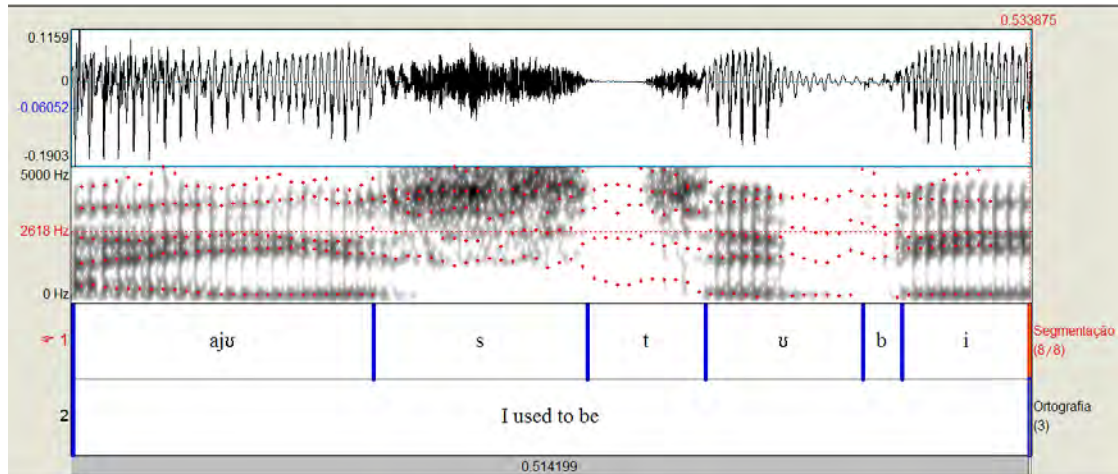 0.533875
0.1159
0
-0.06052
-0.1903
5000 Hz
2618 Hz
0 Hz
1 ajʊ s t ʊ b i Segmentação
(8/8)
2 I used to be Ortografia
(3)
0.514199